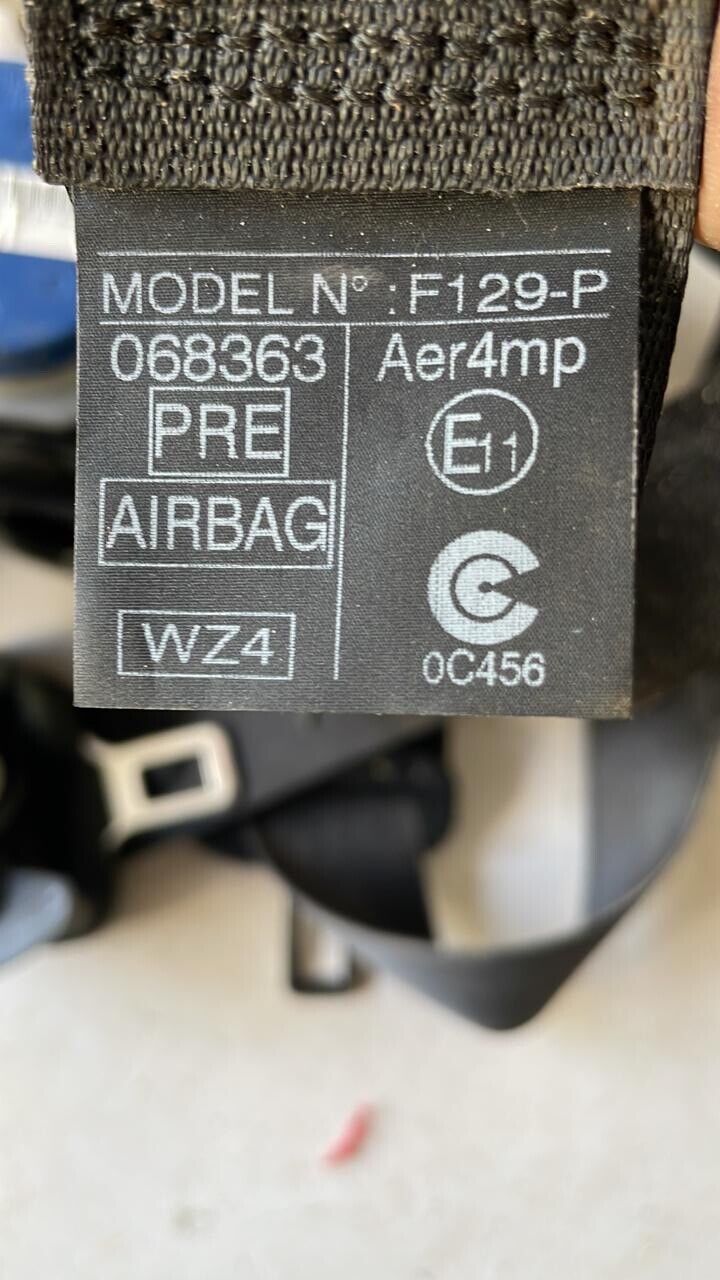 MODEL N° : F129-P
068363
PRE
AIRBAG
WZ4
Aer4mp
E11
C
0C456